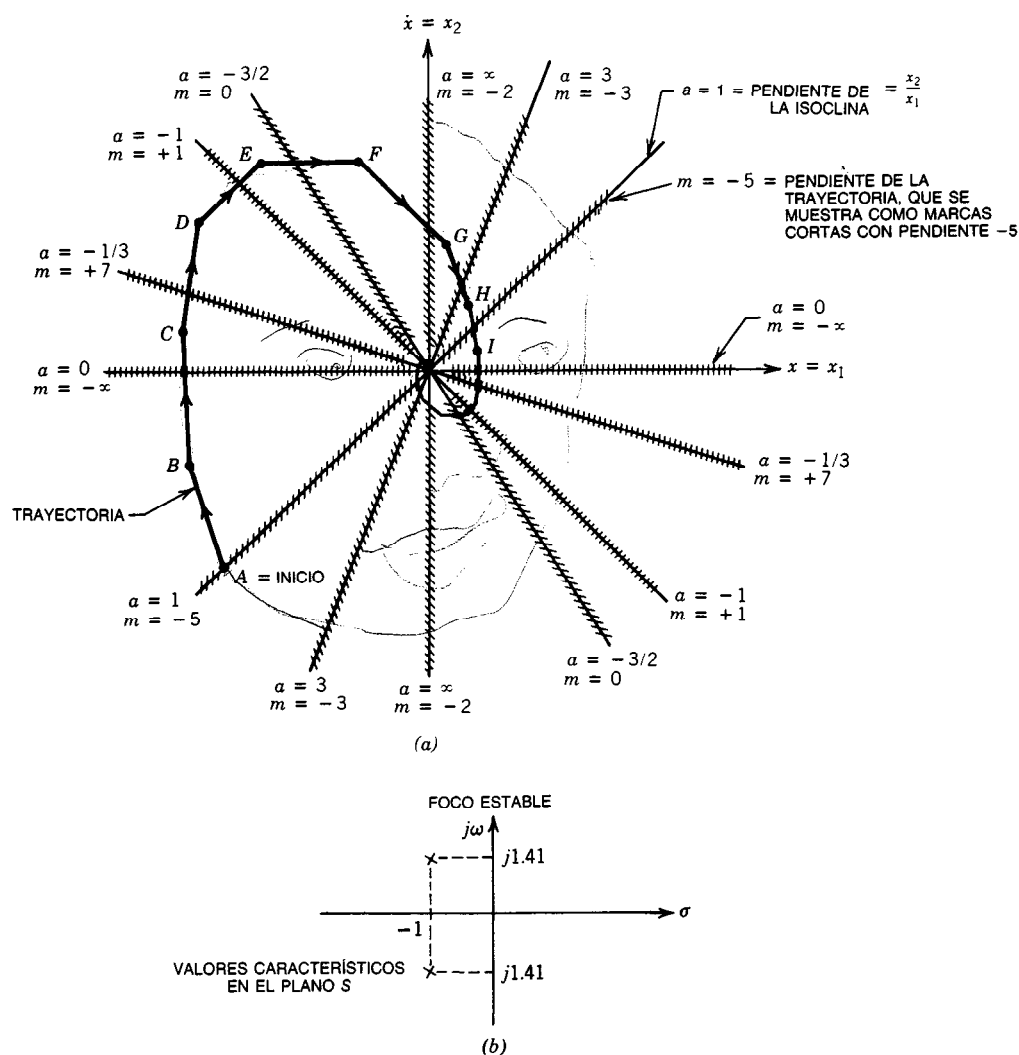 ẋ = x₂
a = −3/2
m = 0
a = ∞
m = −2
a = 3
m = −3
a = 1 = PENDIENTE DE LA ISOCLINA = x₂/x₁
a = −1
m = +1
E
F
m = −5 = PENDIENTE DE LA
TRAYECTORIA, QUE SE
MUESTRA COMO MARCAS
CORTAS CON PENDIENTE −5
D
G
a = −1/3
m = +7
H
a = 0
m = −∞
C
I
a = 0
m = −∞
x = x₁
B
a = −1/3
m = +7
TRAYECTORIA
A = INICIO
a = 1
m = −5
a = −1
m = +1
a = −3/2
m = 0
a = 3
m = −3
a = ∞
m = −2
(a)
FOCO ESTABLE
jω
j1.41
σ
−1
VALORES CARACTERÍSTICOS
EN EL PLANO S
j1.41
(b)